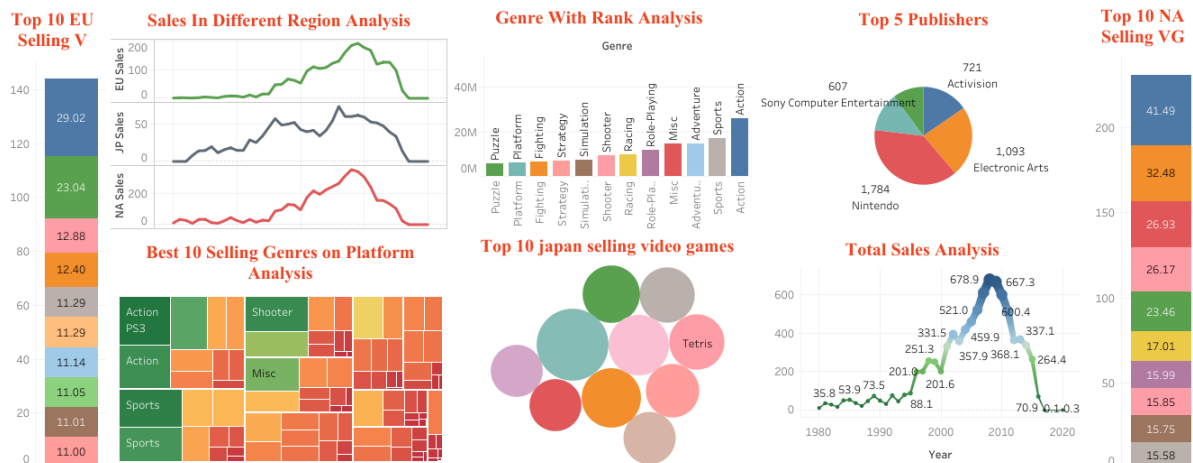 Top 10 EU
Selling V
140
120
100
80
60
40
20
0
29.02
23.04
12.88
12.40
11.29
11.29
11.14
11.05
11.01
11.00
Sales In Different Region Analysis
EU Sales
200
100
0
JP Sales
50
0
NA Sales
200
0
Genre With Rank Analysis
Genre
40M
20M
0M
Puzzle
Platform
Fighting
Strategy
Simulation
Shooter
Racing
Role-Playing
Misc
Adventure
Sports
Action
Puzzle
Platform
Fighting
Strategy
Simulati..
Shooter
Racing
Role-Pla..
Misc
Adventu..
Sports
Action
Top 5 Publishers
721
Activision
607
Sony Computer Entertainment
1,093
Electronic Arts
1,784
Nintendo
Top 10 NA
Selling VG
200
150
100
50
0
41.49
32.48
26.93
26.17
23.46
17.01
15.99
15.85
15.75
15.58
Best 10 Selling Genres on Platform
Analysis
Action
PS3
Action
Sports
Sports
Shooter
Misc
Top 10 japan selling video games
Tetris
Total Sales Analysis
600
400
200
0
678.9
667.3
521.0
600.4
331.5
459.9
337.1
251.3
357.9
368.1
264.4
201.0
201.6
35.8
53.9
73.5
88.1
70.9
0.1
0.3
1980
1990
2000
2010
2020
Year